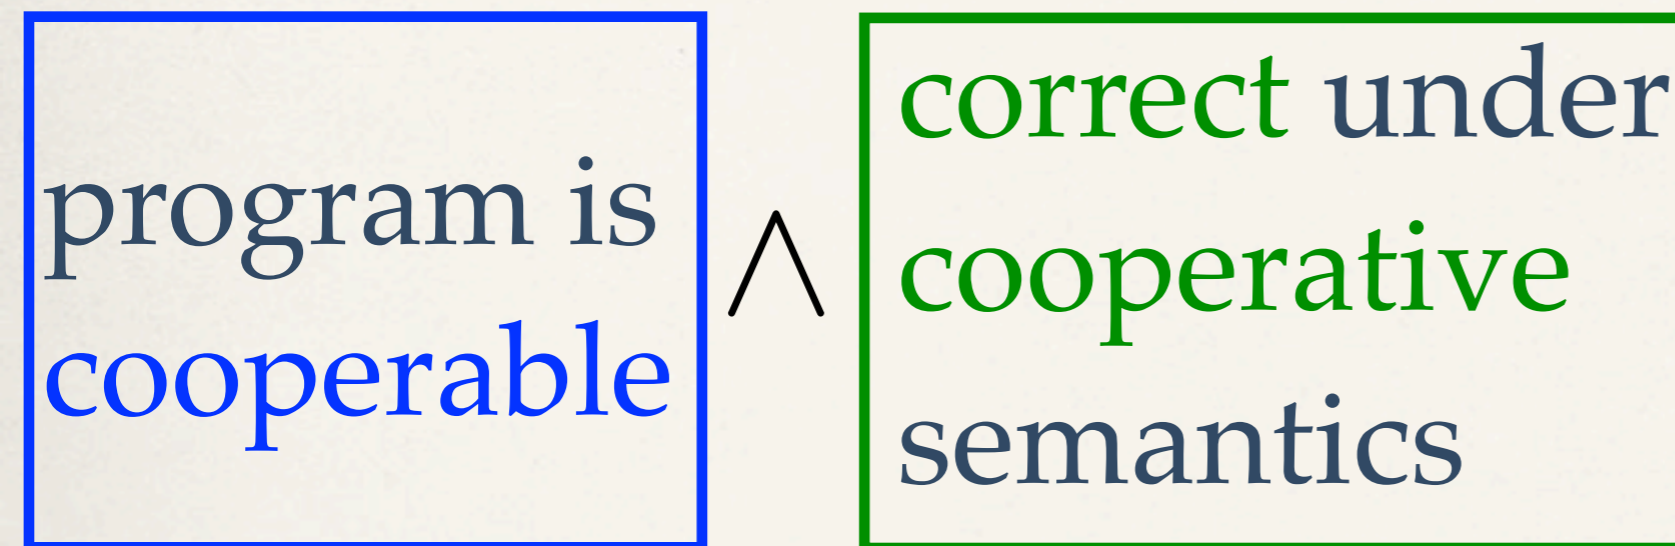 program is
cooperable
∧
correct under
cooperative
semantics